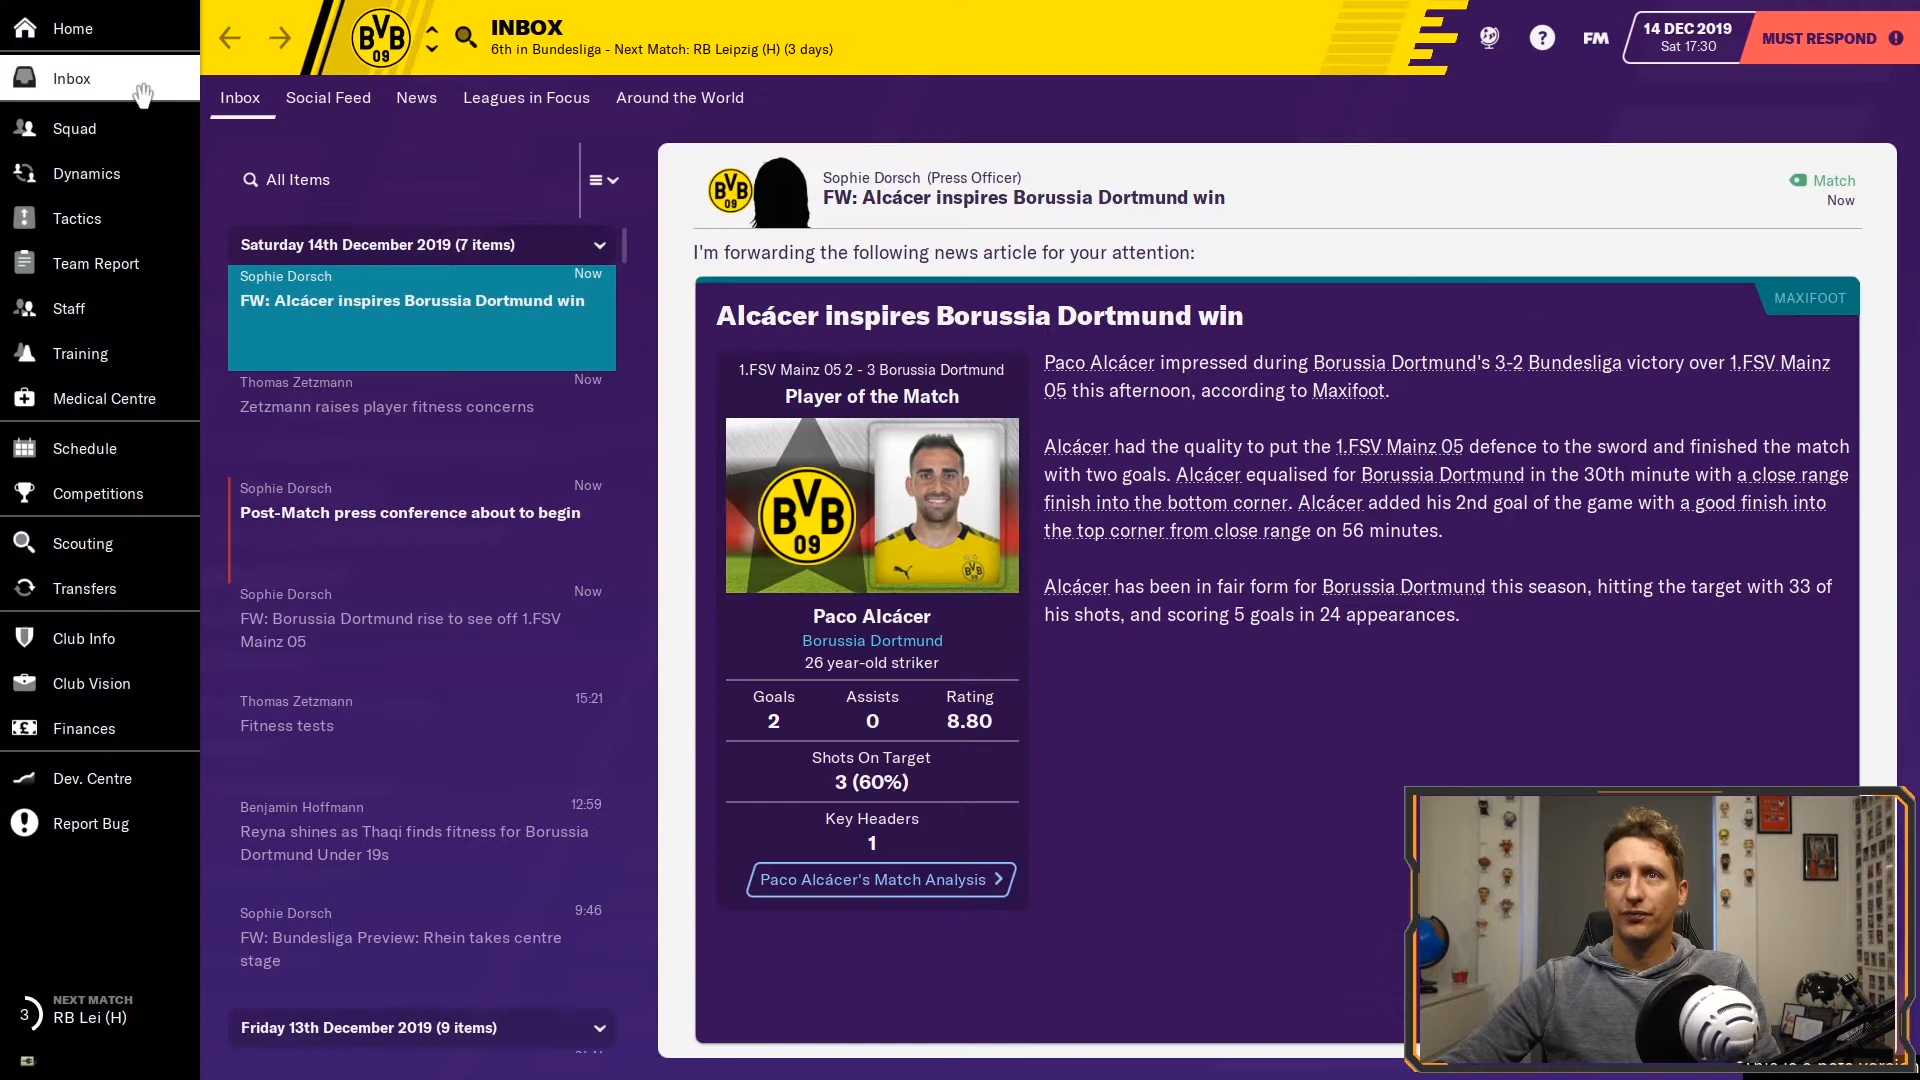 Home
Inbox
Squad
Dynamics
Tactics
Team Report
Staff
Training
Medical Centre
Schedule
Competitions
Scouting
Transfers
Club Info
Club Vision
Finances
Dev. Centre
Report Bug
3
NEXT MATCH
RB Lei (H)
BVB
09
INBOX
6th in Bundesliga - Next Match: RB Leipzig (H) (3 days)
?
FM
14 DEC 2019
Sat 17:30
MUST RESPOND
Inbox
Social Feed
News
Leagues in Focus
Around the World
All Items
Saturday 14th December 2019 (7 items)
Sophie Dorsch
Now
FW: Alcácer inspires Borussia Dortmund win
Thomas Zetzmann
Now
Zetzmann raises player fitness concerns
Sophie Dorsch
Now
Post-Match press conference about to begin
Sophie Dorsch
Now
FW: Borussia Dortmund rise to see off 1.FSV
Mainz 05
Thomas Zetzmann
15:21
Fitness tests
Benjamin Hoffmann
12:59
Reyna shines as Thaqi finds fitness for Borussia
Dortmund Under 19s
Sophie Dorsch
9:46
FW: Bundesliga Preview: Rhein takes centre
stage
Friday 13th December 2019 (9 items)
BVB
09
Sophie Dorsch (Press Officer)
FW: Alcácer inspires Borussia Dortmund win
Match
Now
I'm forwarding the following news article for your attention:
MAXIFOOT
Alcácer inspires Borussia Dortmund win
1.FSV Mainz 05 2 - 3 Borussia Dortmund
Player of the Match
BVB
09
Paco Alcácer
Borussia Dortmund
26 year-old striker
Goals
Assists
Rating
2
0
8.80
Shots On Target
3 (60%)
Key Headers
1
Paco Alcácer's Match Analysis
Paco Alcácer impressed during Borussia Dortmund's 3-2 Bundesliga victory over 1.FSV Mainz
05 this afternoon, according to Maxifoot.
Alcácer had the quality to put the 1.FSV Mainz 05 defence to the sword and finished the match
with two goals. Alcácer equalised for Borussia Dortmund in the 30th minute with a close range
finish into the bottom corner. Alcácer added his 2nd goal of the game with a good finish into
the top corner from close range on 56 minutes.
Alcácer has been in fair form for Borussia Dortmund this season, hitting the target with 33 of
his shots, and scoring 5 goals in 24 appearances.